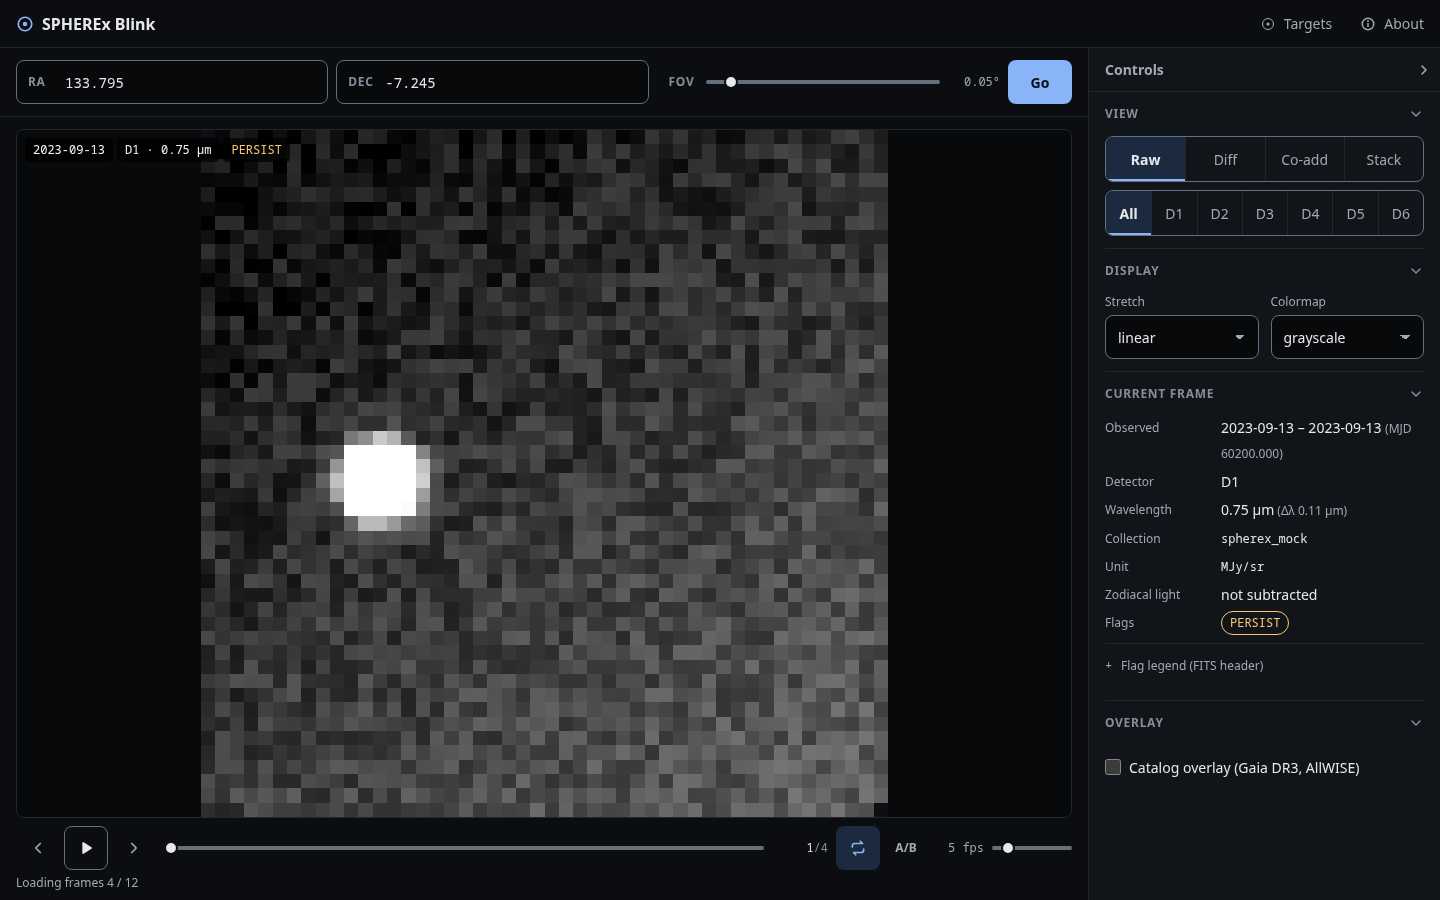 SPHEREx Blink
Targets
About
RA 133.795
DEC -7.245
FOV
0.05°
Go
2023-09-13 D1 · 0.75 µm PERSIST
1/4
A/B
5 fps
Loading frames 4 / 12
Controls
VIEW
Raw Diff Co-add Stack
All D1 D2 D3 D4 D5 D6
DISPLAY
Stretch Colormap
linear grayscale
CURRENT FRAME
Observed 2023-09-13 – 2023-09-13 (MJD
60200.000)
Detector D1
Wavelength 0.75 µm (Δλ 0.11 µm)
Collection spherex_mock
Unit MJy/sr
Zodiacal light not subtracted
Flags PERSIST
+ Flag legend (FITS header)
OVERLAY
Catalog overlay (Gaia DR3, AllWISE)